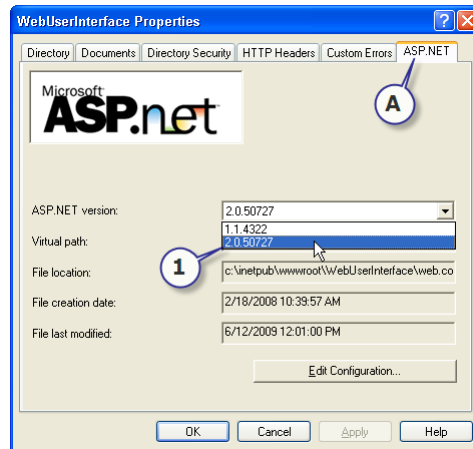 WebUserInterface Properties
Directory Documents Directory Security HTTP Headers Custom Errors ASP.NET
A
Microsoft
ASP.net
ASP.NET version:
2.0.50727
1.1.4322
Virtual path:
2.0.50727
1
File location:
c:\inetpub\wwwroot\WebUserInterface\web.co
File creation date:
2/18/2008 10:39:57 AM
File last modified:
6/12/2009 12:01:00 PM
Edit Configuration...
OK Cancel Apply Help